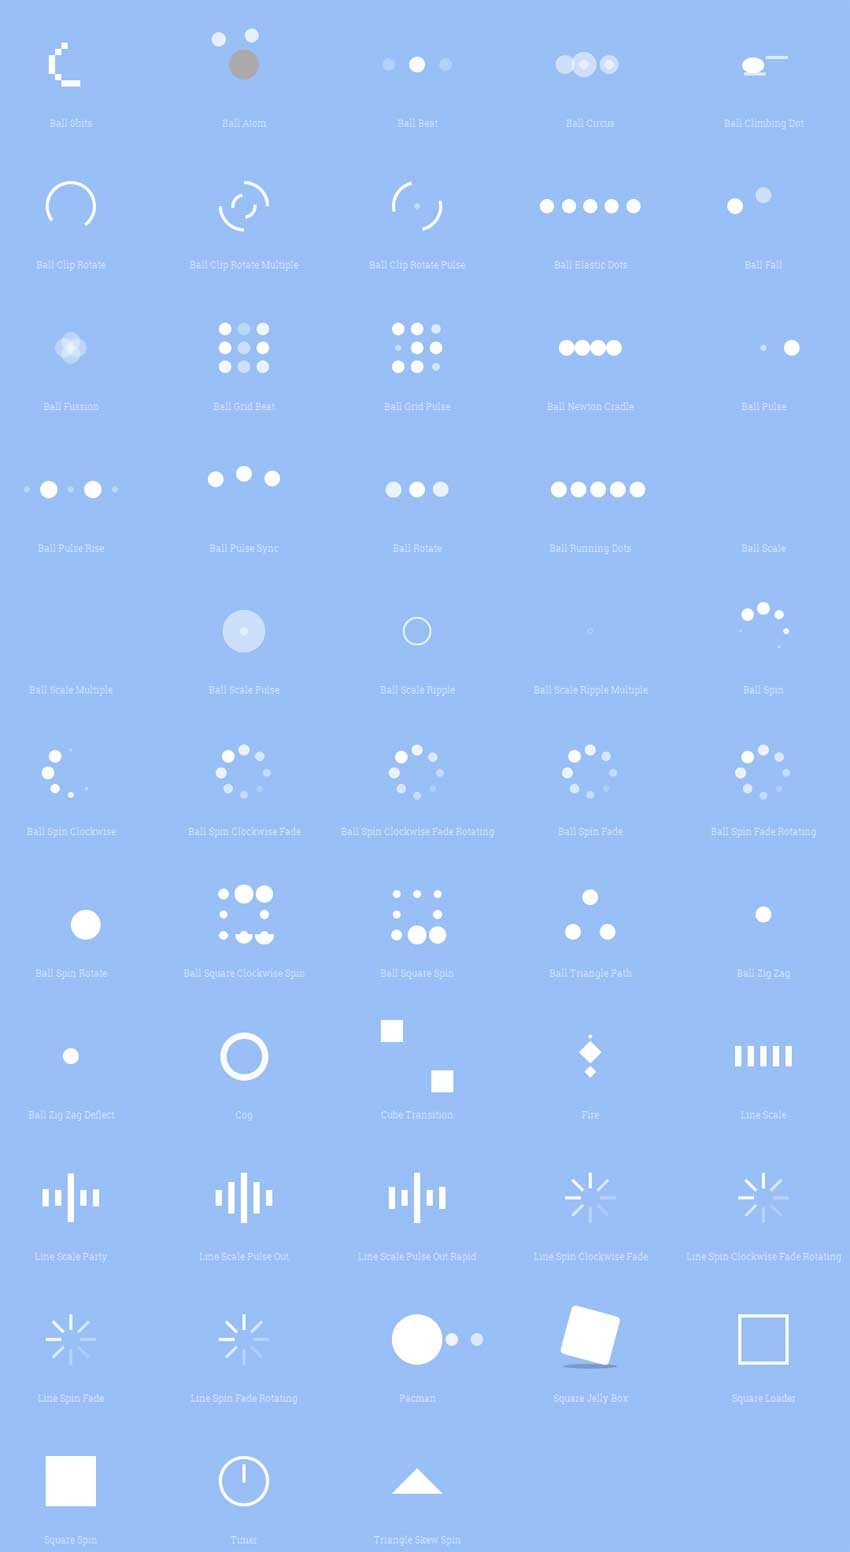 Ball 8bits
Ball Atom
Ball Beat
Ball Circus
Ball Climbing Dot
Ball Clip Rotate
Ball Clip Rotate Multiple
Ball Clip Rotate Pulse
Ball Elastic Dots
Ball Fall
Ball Fussion
Ball Grid Beat
Ball Grid Pulse
Ball Newton Cradle
Ball Pulse
Ball Pulse Rise
Ball Pulse Sync
Ball Rotate
Ball Running Dots
Ball Scale
Ball Scale Multiple
Ball Scale Pulse
Ball Scale Ripple
Ball Scale Ripple Multiple
Ball Spin
Ball Spin Clockwise
Ball Spin Clockwise Fade
Ball Spin Clockwise Fade Rotating
Ball Spin Fade
Ball Spin Fade Rotating
Ball Spin Rotate
Ball Square Clockwise Spin
Ball Square Spin
Ball Triangle Path
Ball Zig Zag
Ball Zig Zag Deflect
Cog
Cube Transition
Fire
Line Scale
Line Scale Party
Line Scale Pulse Out
Line Scale Pulse Out Rapid
Line Spin Clockwise Fade
Line Spin Clockwise Fade Rotating
Line Spin Fade
Line Spin Fade Rotating
Pacman
Square Jelly Box
Square Loader
Square Spin
Timer
Triangle Skew Spin